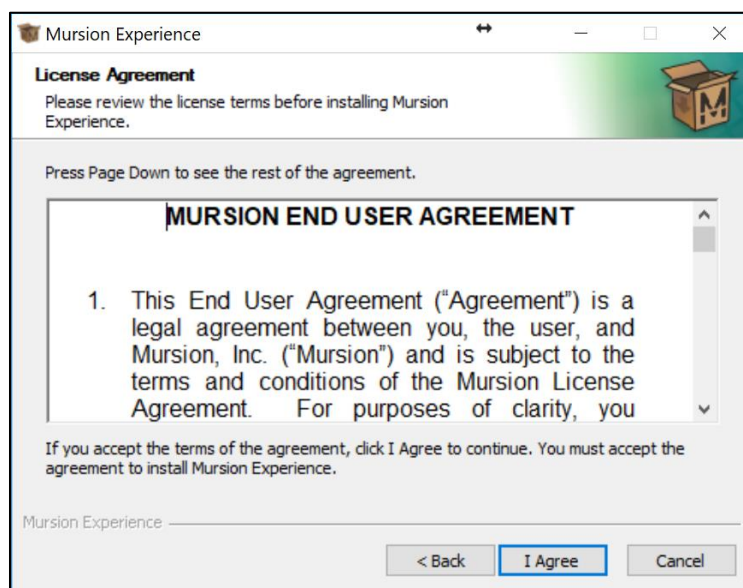 Mursion Experience
License Agreement
Please review the license terms before installing Mursion
Experience.
M
Press Page Down to see the rest of the agreement.
MURSION END USER AGREEMENT
1. This End User Agreement (“Agreement”) is a
legal agreement between you, the user, and
Mursion, Inc. (“Mursion”) and is subject to the
terms and conditions of the Mursion License
Agreement. For purposes of clarity, you
If you accept the terms of the agreement, click I Agree to continue. You must accept the
agreement to install Mursion Experience.
Mursion Experience
< Back I Agree Cancel